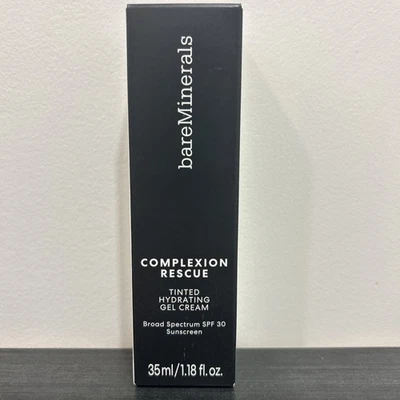 bareMinerals
COMPLEXION
RESCUE
TINTED
HYDRATING
GEL CREAM
Broad Spectrum SPF 30
Sunscreen
35ml/1.18 fl.oz.